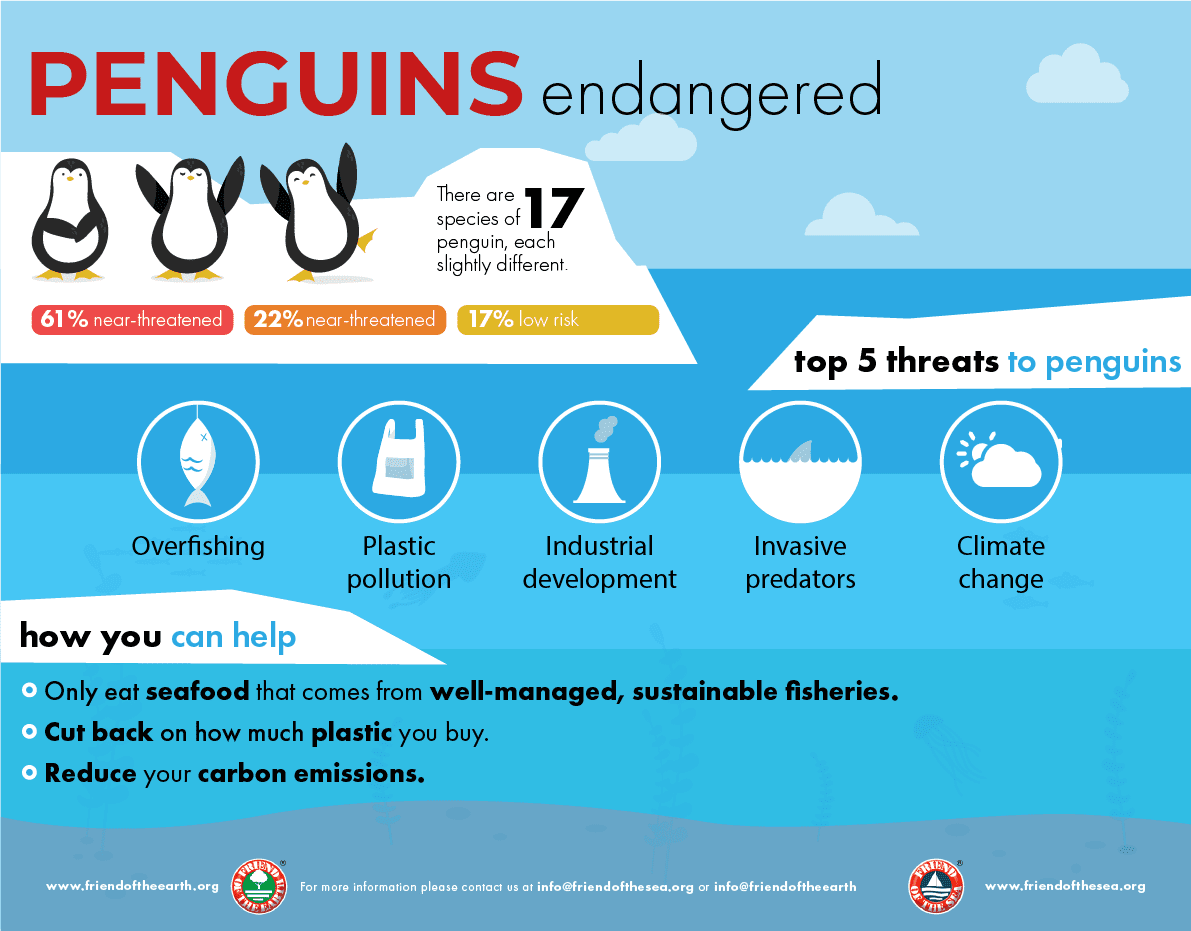 PENGUINS endangered
There are 17
species of
penguin, each
slightly different.
61% near-threatened 22% near-threatened 17% low risk
top 5 threats to penguins
Overfishing
Plastic
pollution
Industrial
development
Invasive
predators
Climate
change
how you can help
Only eat seafood that comes from well-managed, sustainable fisheries.
Cut back on how much plastic you buy.
Reduce your carbon emissions.
www.friendoftheearth.org
FRIEND
OF THE EARTH
®
For more information please contact us at info@friendofthesea.org or info@friendoftheearth
FRIEND
OF THE SEA
®
www.friendofthesea.org